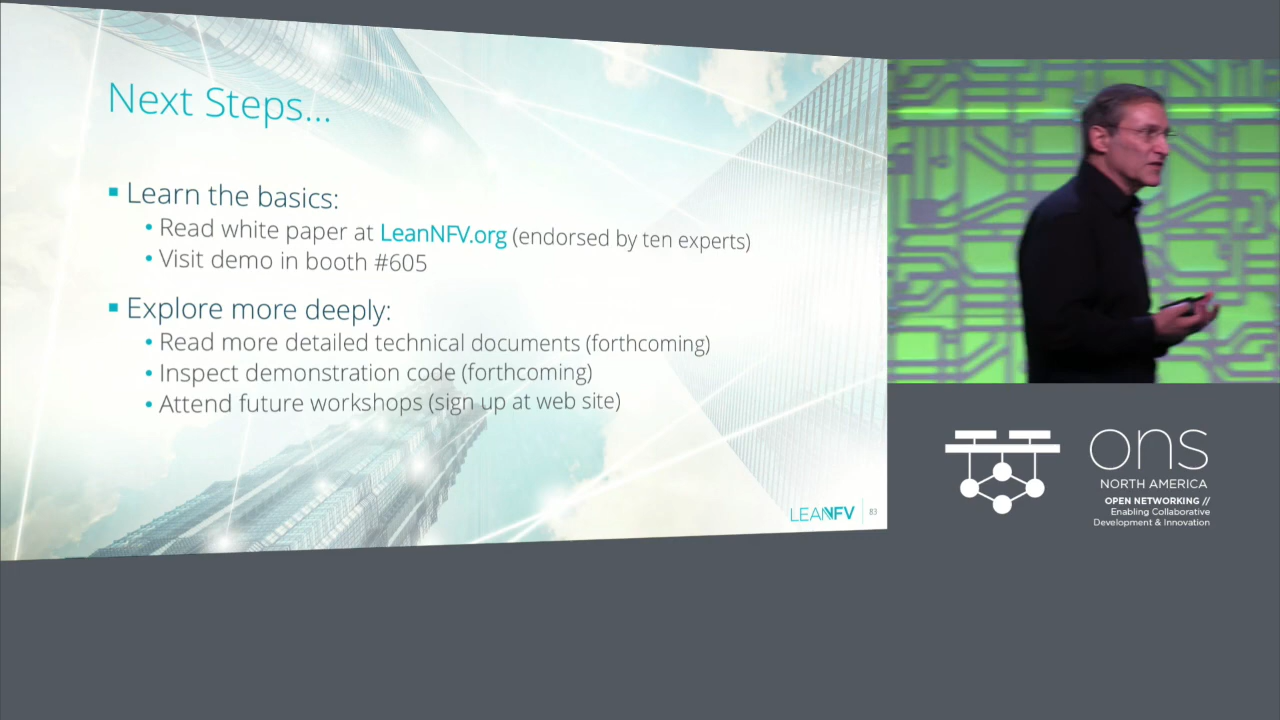 Next Steps...
▪ Learn the basics:
• Read white paper at LeanNFV.org (endorsed by ten experts)
• Visit demo in booth #605
▪ Explore more deeply:
• Read more detailed technical documents (forthcoming)
• Inspect demonstration code (forthcoming)
• Attend future workshops (sign up at web site)
LEANNFV
83
ons
NORTH AMERICA
OPEN NETWORKING //
Enabling Collaborative
Development & Innovation